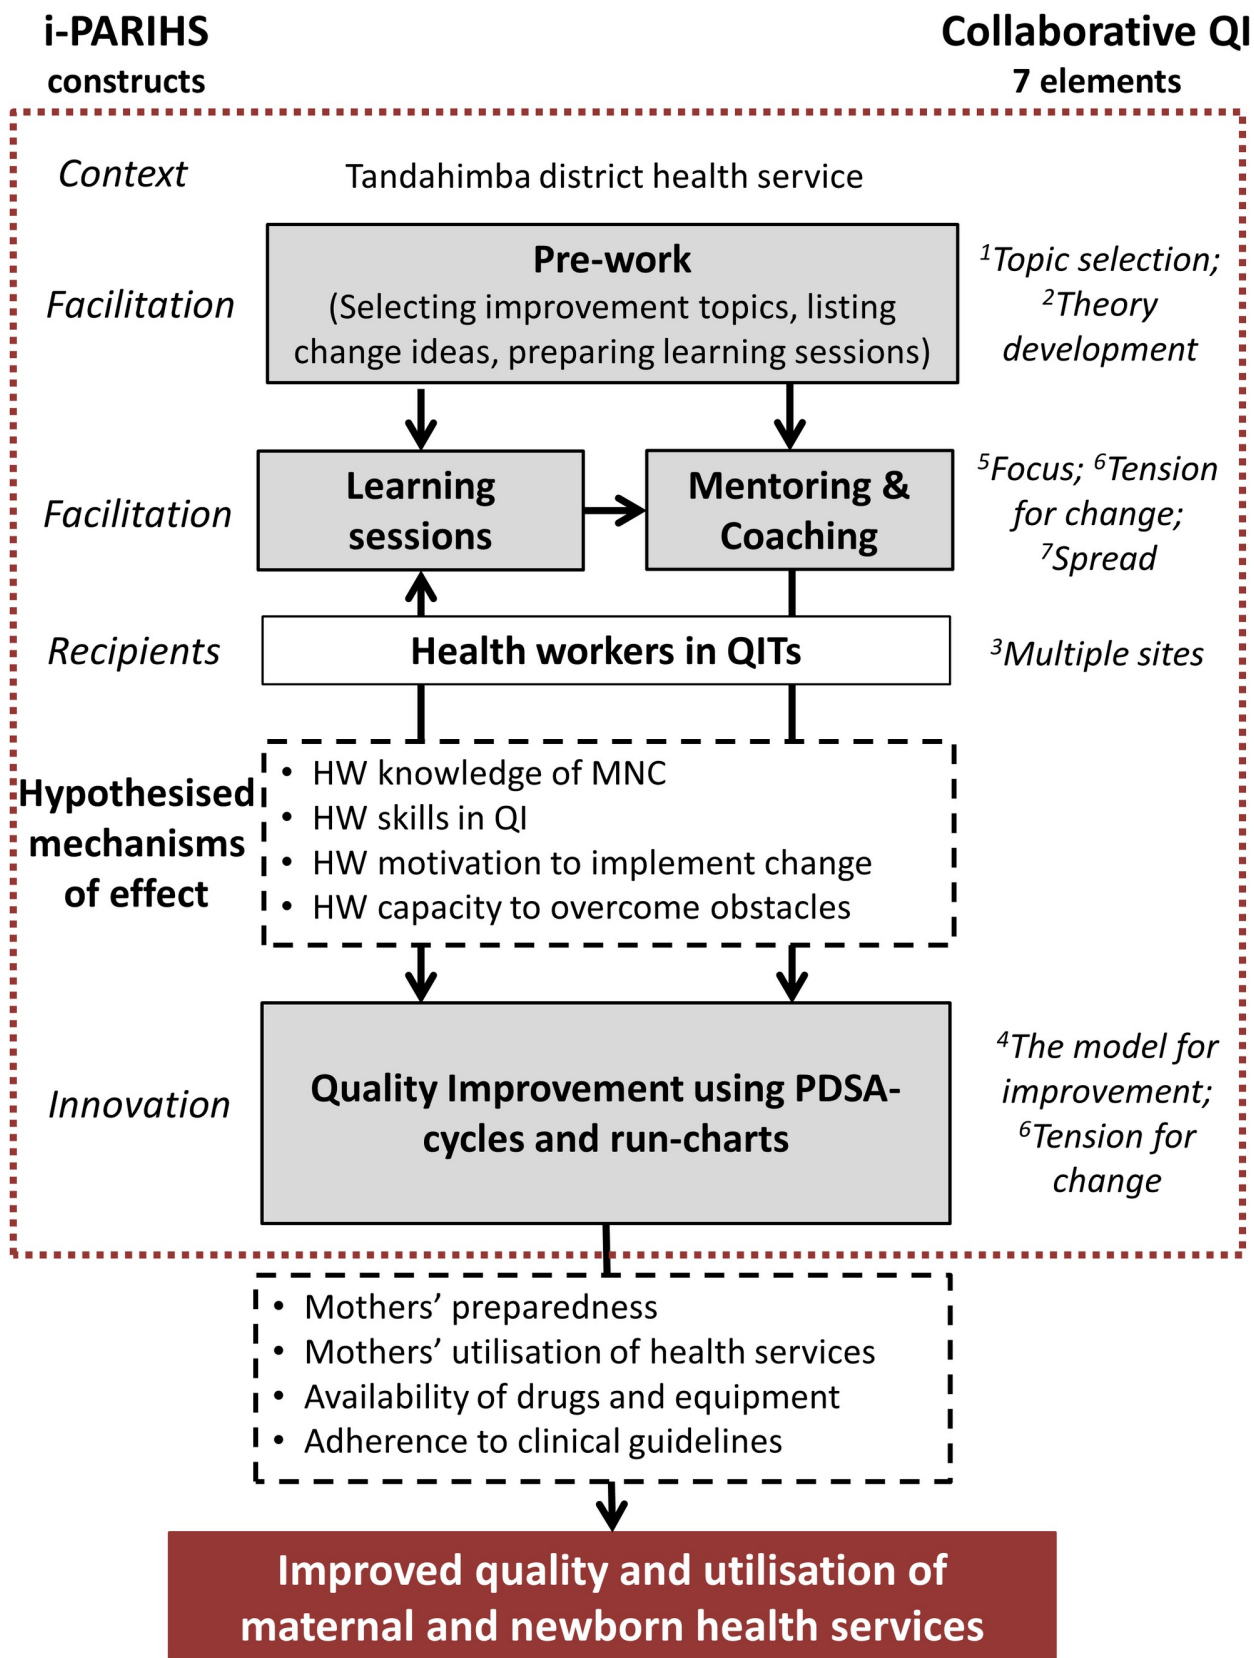 i-PARIHS
constructs
Collaborative QI
7 elements
Context
Tandahimba district health service
Facilitation
Pre-work
(Selecting improvement topics, listing
change ideas, preparing learning sessions)
¹Topic selection;
²Theory
development
Facilitation
Learning
sessions
Mentoring &
Coaching
⁵Focus; ⁶Tension
for change;
⁷Spread
Recipients
Health workers in QITs
³Multiple sites
Hypothesised
mechanisms
of effect
• HW knowledge of MNC
• HW skills in QI
• HW motivation to implement change
• HW capacity to overcome obstacles
Innovation
Quality Improvement using PDSA-
cycles and run-charts
⁴The model for
improvement;
⁶Tension for
change
• Mothers’ preparedness
• Mothers’ utilisation of health services
• Availability of drugs and equipment
• Adherence to clinical guidelines
Improved quality and utilisation of
maternal and newborn health services